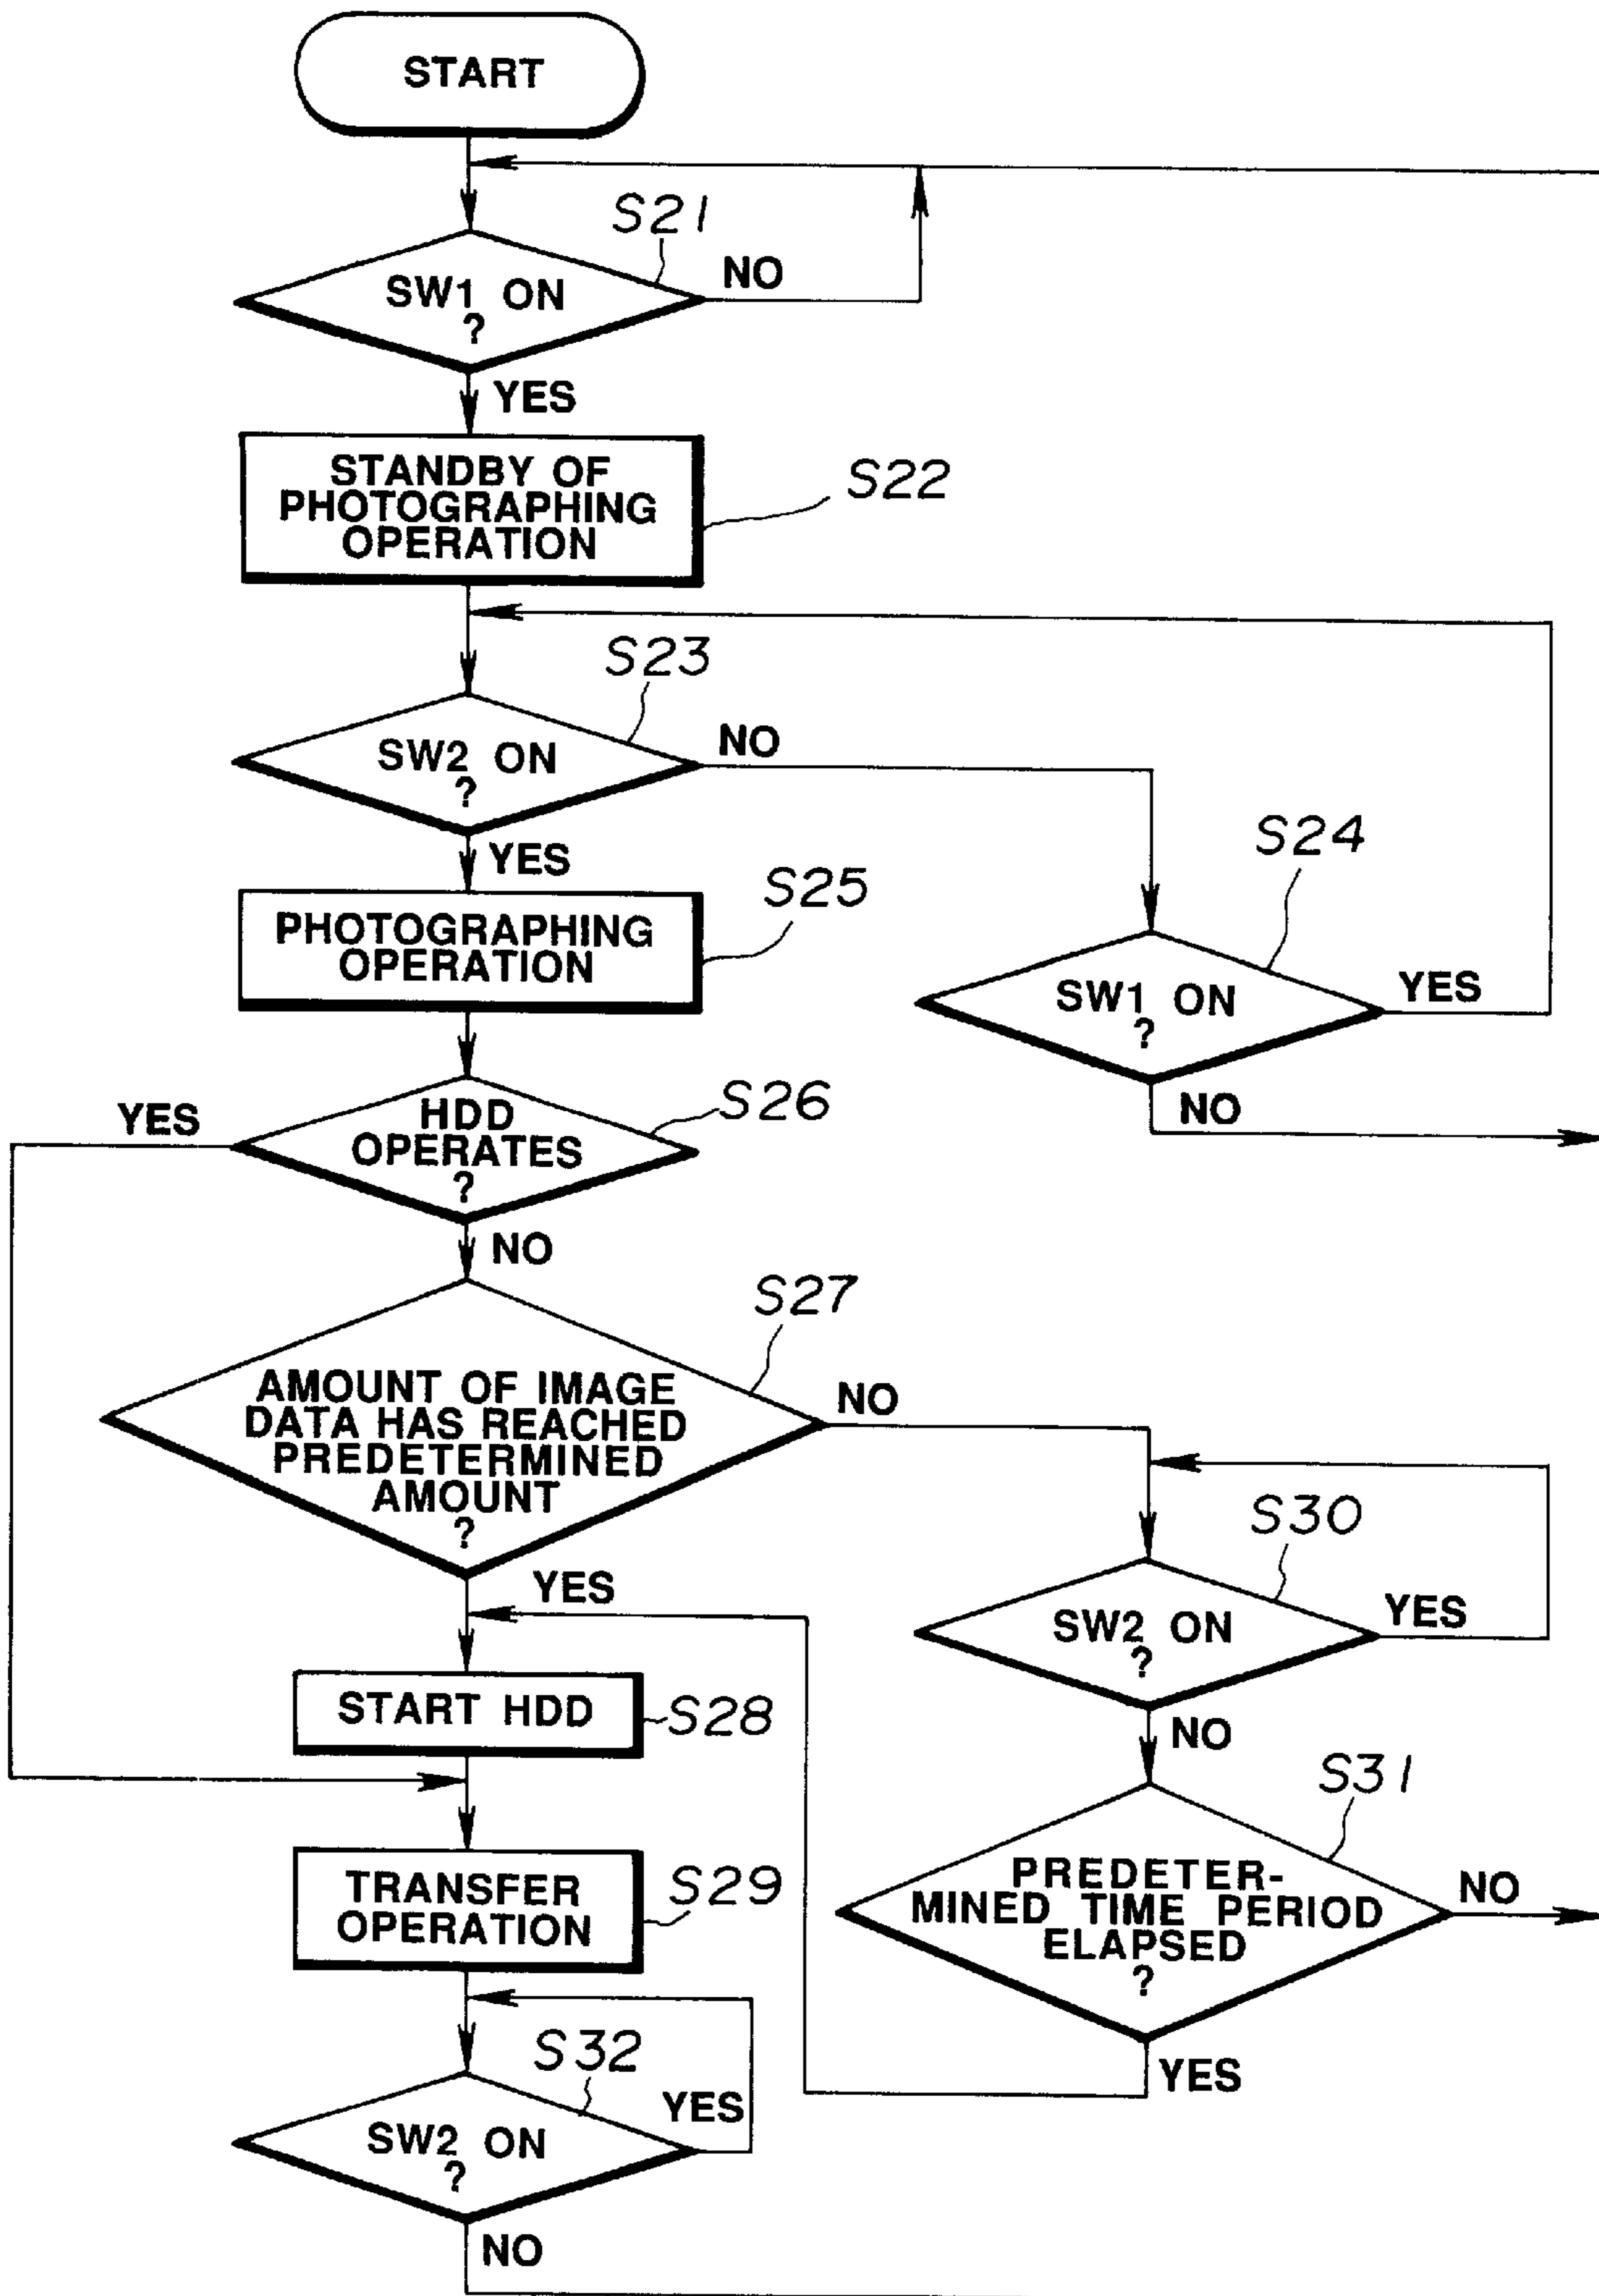 START
S21
SW1 ON
?
NO
YES
STANDBY OF
PHOTOGRAPHING
OPERATION
S22
S23
SW2 ON
?
NO
YES
S24
SW1 ON
?
YES
NO
S25
PHOTOGRAPHING
OPERATION
S26
HDD
OPERATES
?
YES
NO
S27
AMOUNT OF IMAGE
DATA HAS REACHED
PREDETERMINED
AMOUNT
?
NO
YES
S30
SW2 ON
?
YES
NO
START HDD
S28
S31
PREDETER-
MINED TIME PERIOD
ELAPSED
?
NO
YES
TRANSFER
OPERATION
S29
S32
SW2 ON
?
YES
NO